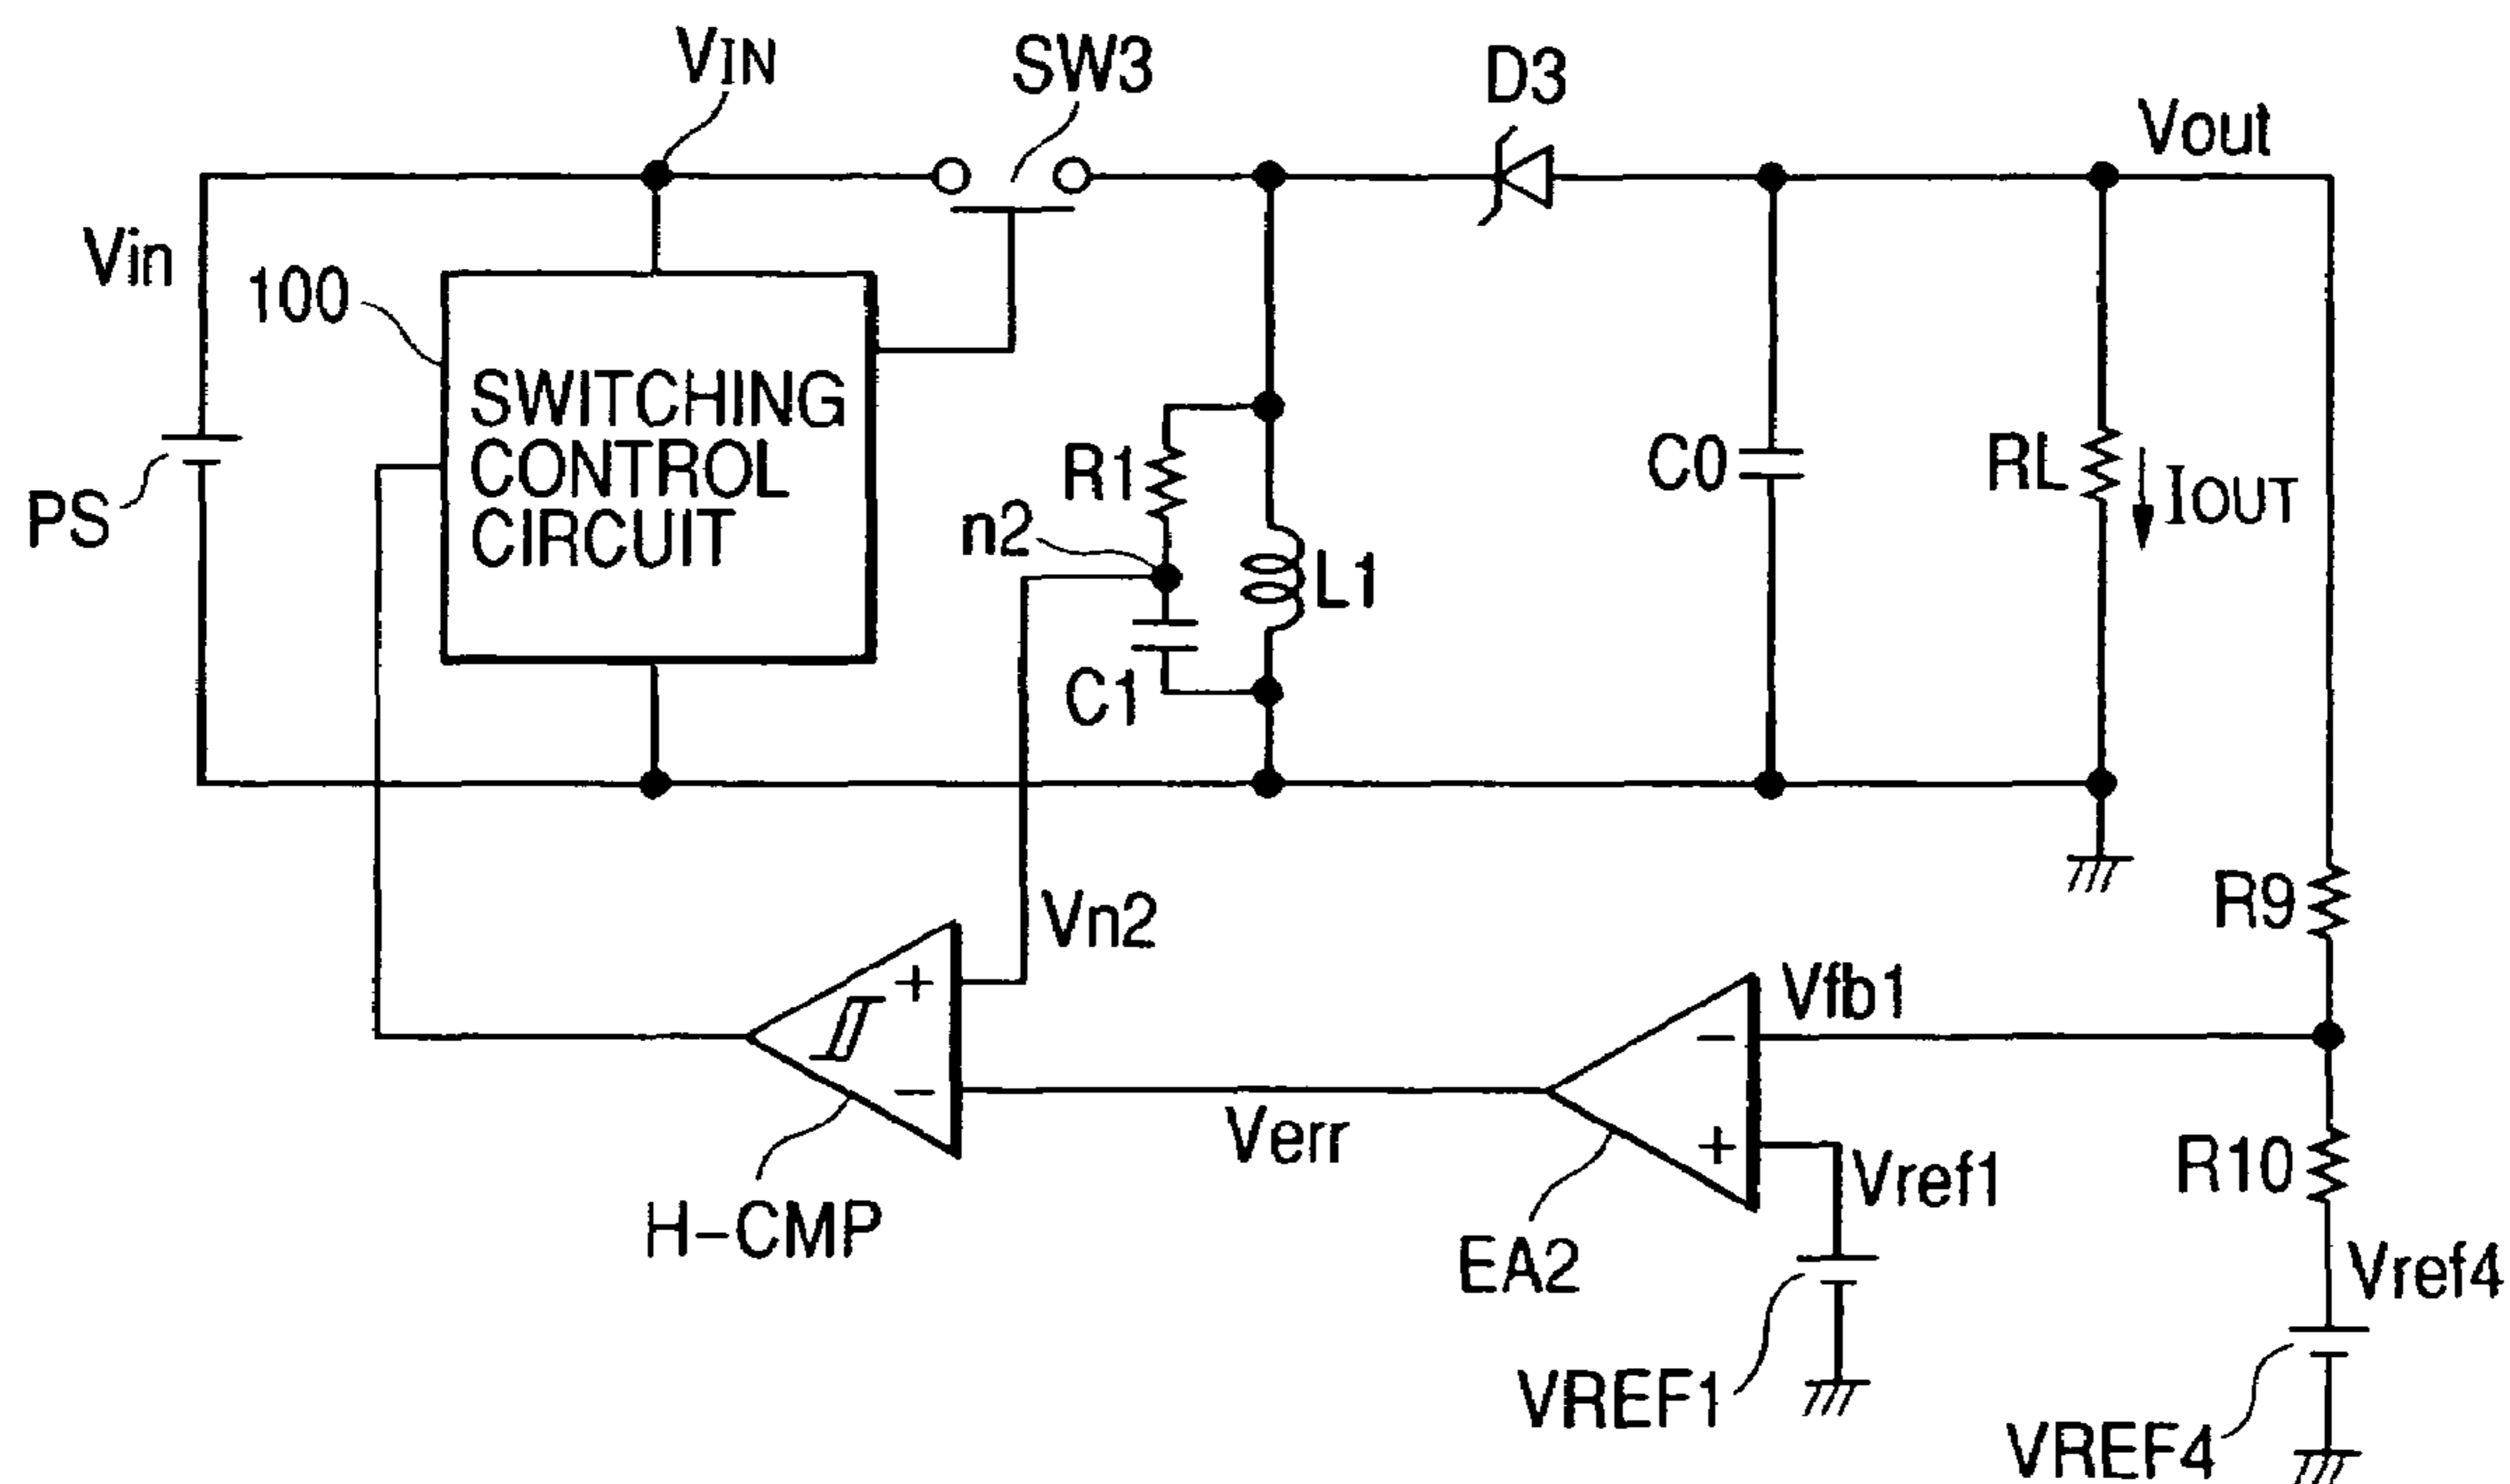 VIN
SW3
D3
Vout
Vin
100
SWITCHING
CONTROL
CIRCUIT
PS
R1
n2
C1
L1
C0
RL
IOUT
R9
Vn2
+
−
H-CMP
Verr
Vfb1
−
+
EA2
Vref1
VREF1
R10
Vref4
VREF4